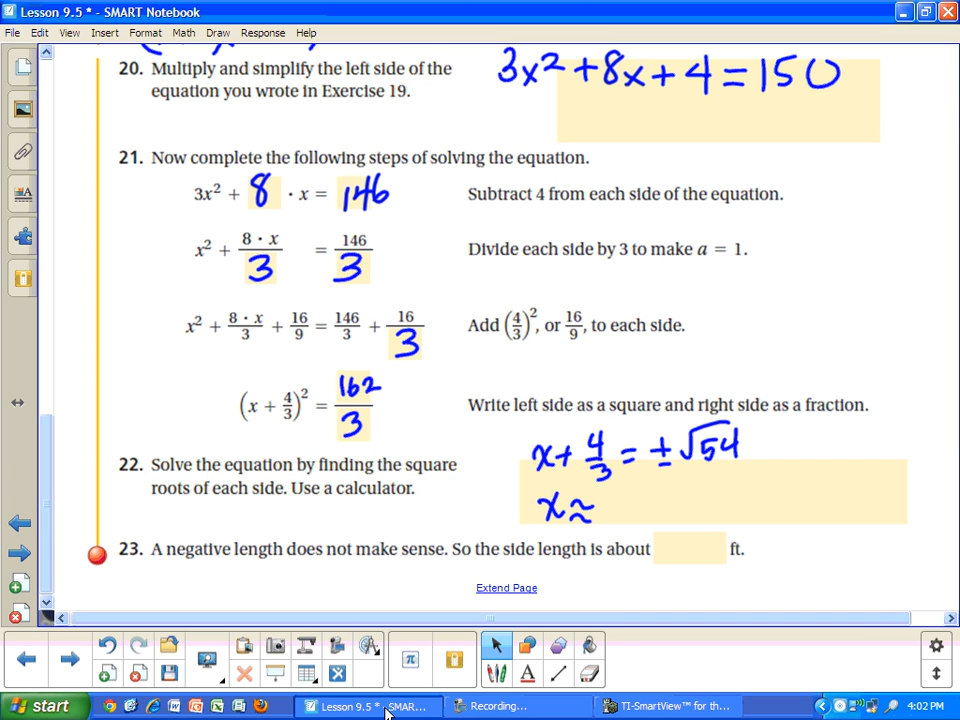 Lesson 9.5 * - SMART Notebook
File Edit View Insert Format Math Draw Response Help
20. Multiply and simplify the left side of the 3x² + 8x + 4 = 150
equation you wrote in Exercise 19.
21. Now complete the following steps of solving the equation.
3x² + 8 · x = 146 Subtract 4 from each side of the equation.
x² + 8 · x / 3 = 146 / 3 Divide each side by 3 to make a = 1.
x² + 8 · x / 3 + 16/9 = 146/3 + 16/3 Add (4/3)², or 16/9, to each side.
(x + 4/3)² = 162/3 Write left side as a square and right side as a fraction.
x + 4/3 = ± √54
22. Solve the equation by finding the square
roots of each side. Use a calculator.
x ≈
23. A negative length does not make sense. So the side length is about ft.
Extend Page
π
A
start Lesson 9.5 * - SMAR... Recording... TI-SmartView™ for th... 4:02 PM